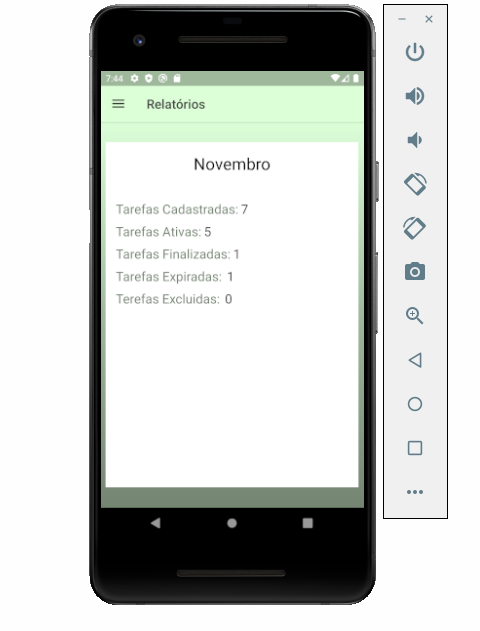 7:44
Relatórios
Novembro
Tarefas Cadastradas: 7
Tarefas Ativas: 5
Tarefas Finalizadas: 1
Tarefas Expiradas: 1
Terefas Excluidas: 0